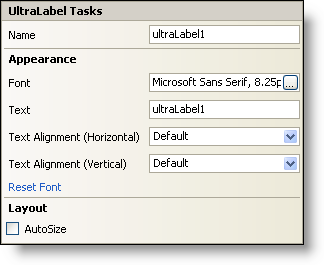 UltraLabel Tasks
Name ultraLabel1
Appearance
Font Microsoft Sans Serif, 8.25p ...
Text ultraLabel1
Text Alignment (Horizontal) Default
Text Alignment (Vertical) Default
Reset Font
Layout
AutoSize